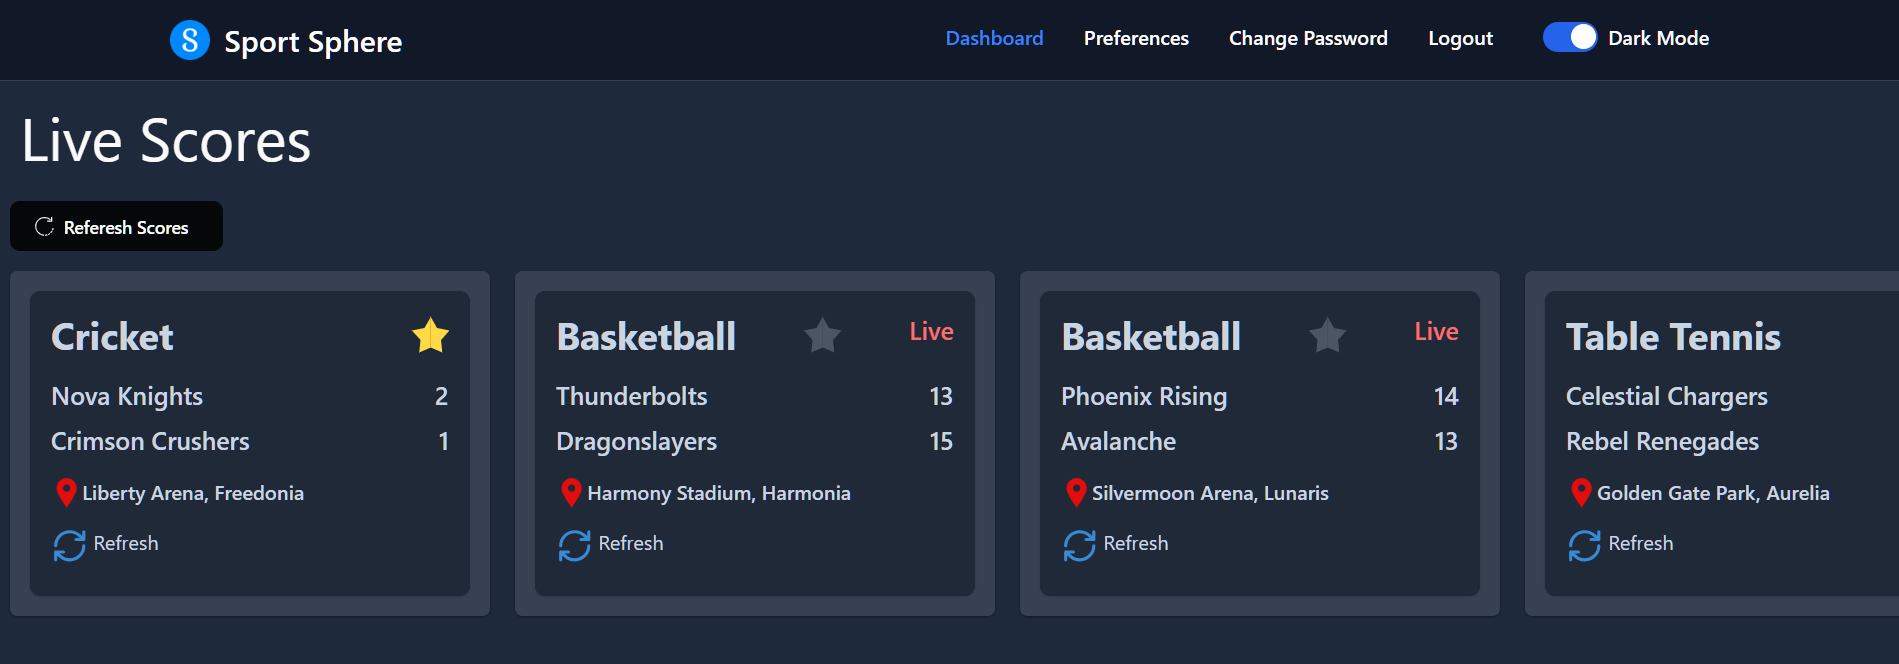 S Sport Sphere
Dashboard Preferences Change Password Logout Dark Mode
Live Scores
Referesh Scores
Cricket
Nova Knights 2
Crimson Crushers 1
Liberty Arena, Freedonia
Refresh
Basketball Live
Thunderbolts 13
Dragonslayers 15
Harmony Stadium, Harmonia
Refresh
Basketball Live
Phoenix Rising 14
Avalanche 13
Silvermoon Arena, Lunaris
Refresh
Table Tennis
Celestial Chargers
Rebel Renegades
Golden Gate Park, Aurelia
Refresh